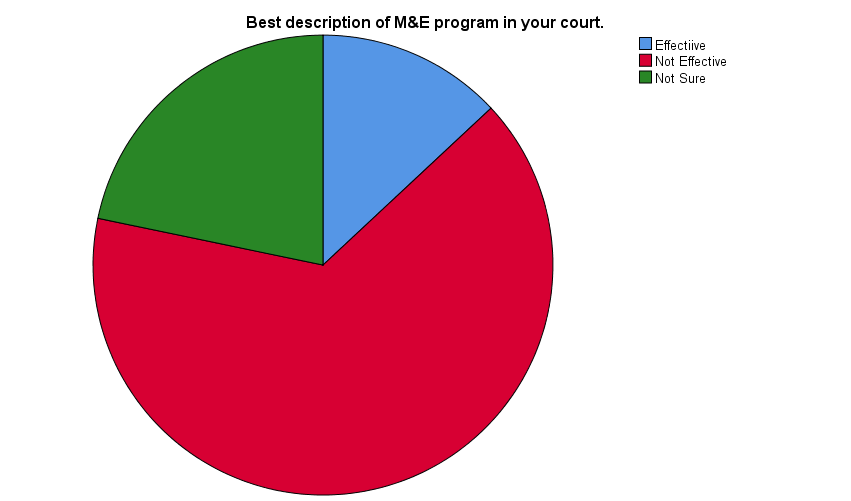 Best description of M&E program in your court.
Effectiive
Not Effective
Not Sure